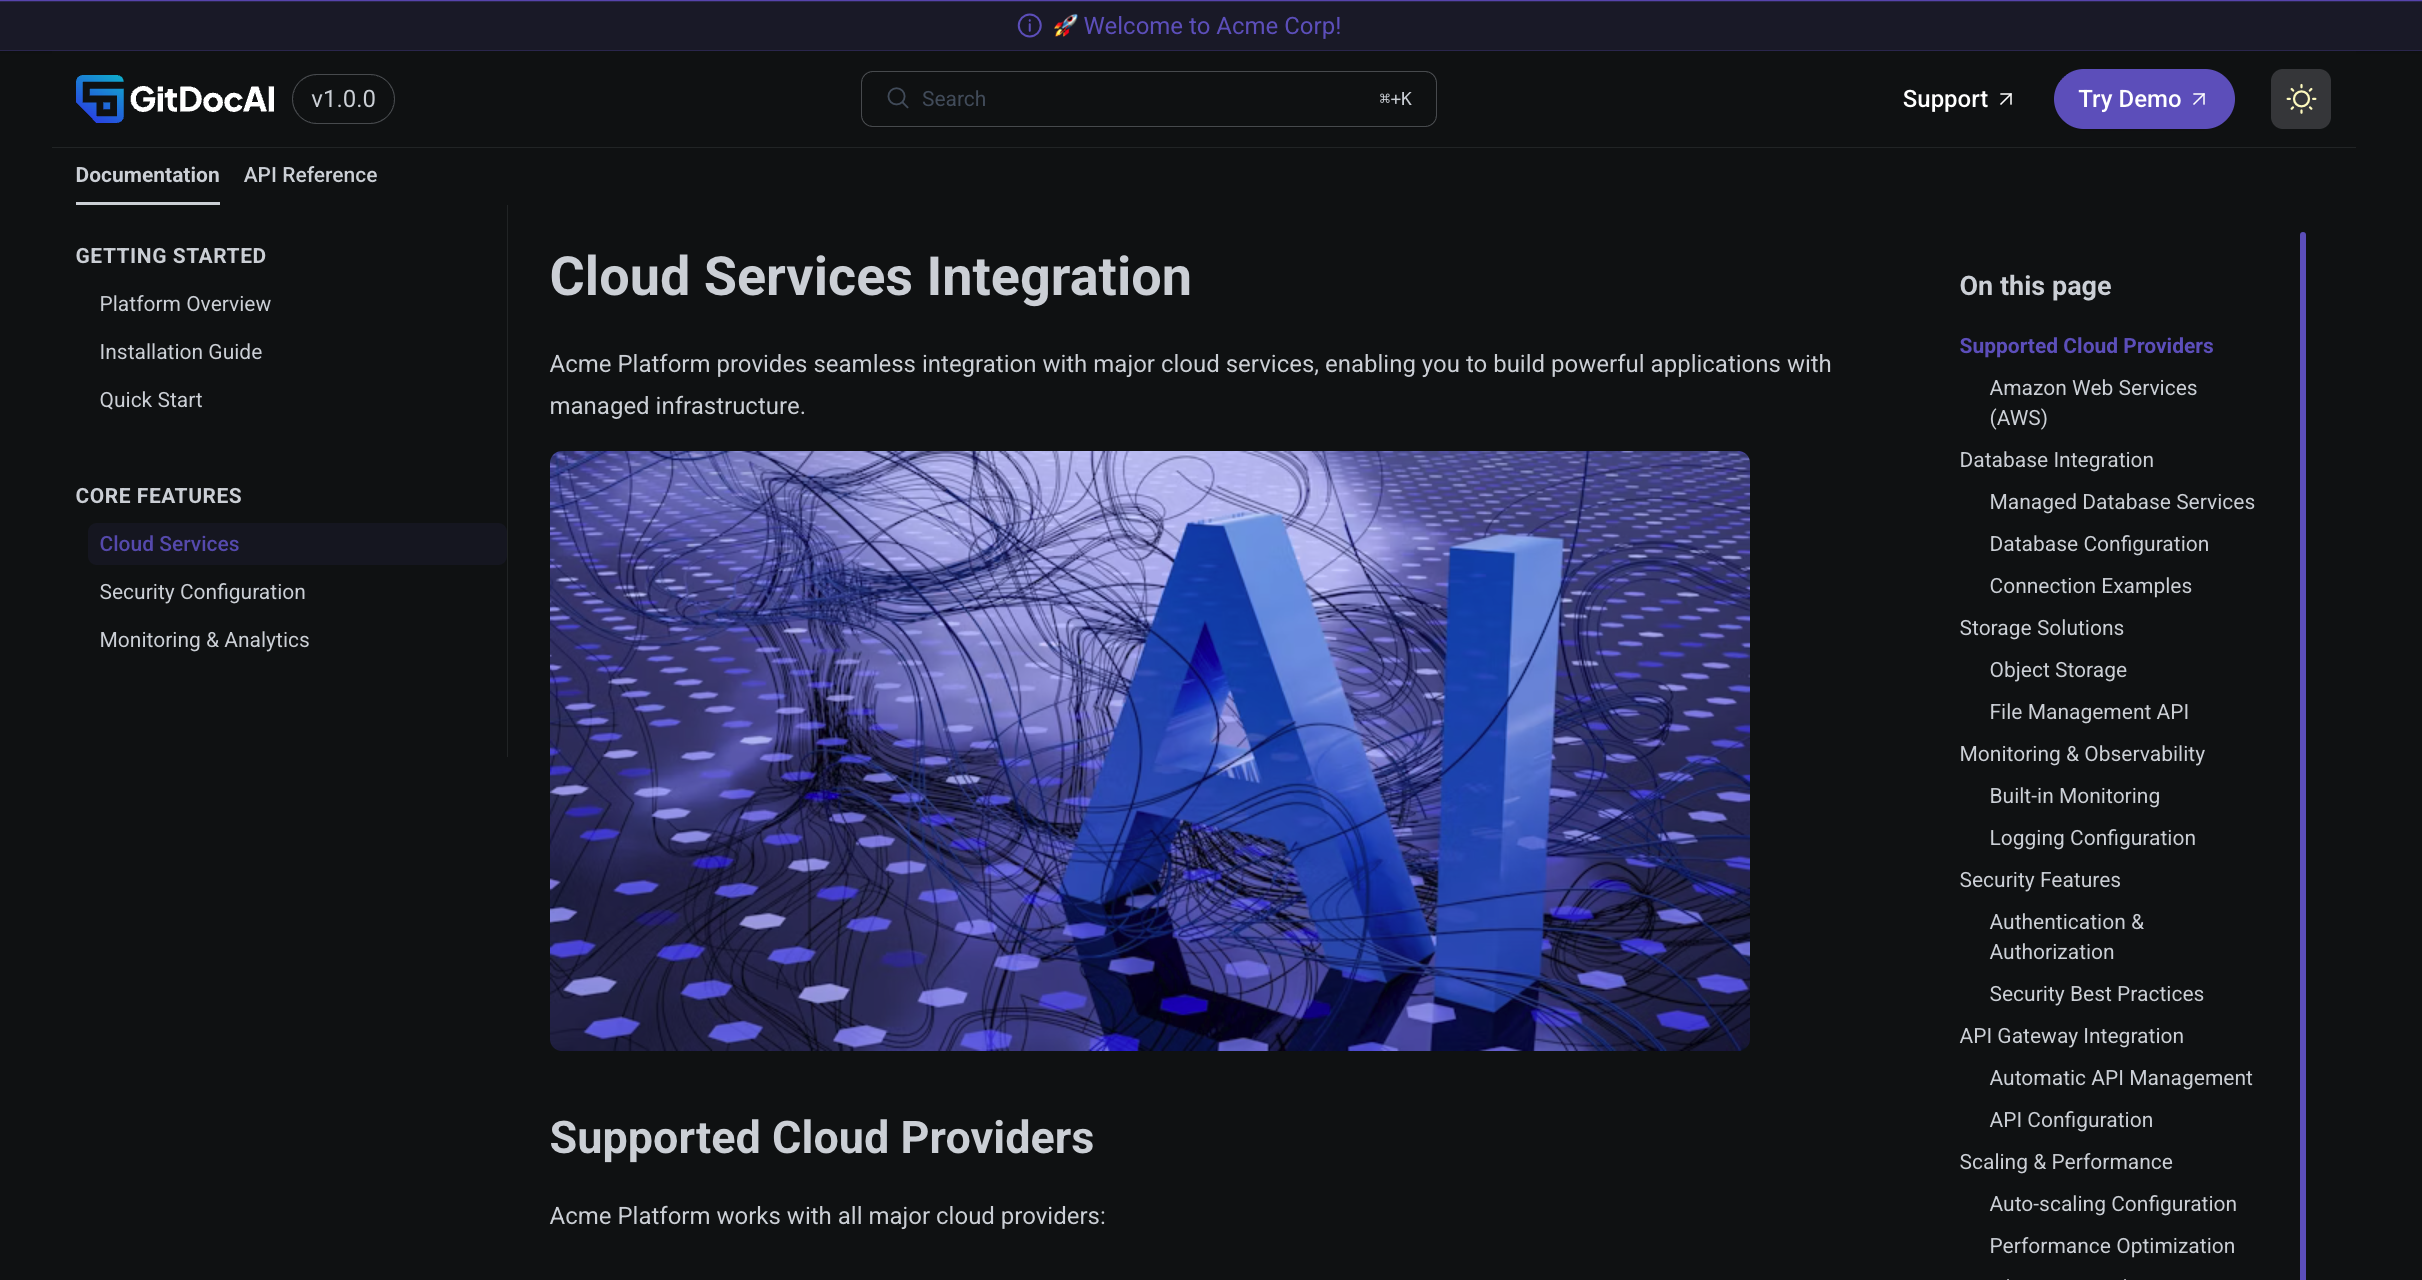 🚀 Welcome to Acme Corp!
GitDocAI
v1.0.0
Search
⌘+K
Support
Try Demo
Documentation
API Reference
GETTING STARTED
Platform Overview
Installation Guide
Quick Start
CORE FEATURES
Cloud Services
Security Configuration
Monitoring & Analytics
Cloud Services Integration
Acme Platform provides seamless integration with major cloud services, enabling you to build powerful applications with
managed infrastructure.
AI
Supported Cloud Providers
Acme Platform works with all major cloud providers:
On this page
Supported Cloud Providers
Amazon Web Services
(AWS)
Database Integration
Managed Database Services
Database Configuration
Connection Examples
Storage Solutions
Object Storage
File Management API
Monitoring & Observability
Built-in Monitoring
Logging Configuration
Security Features
Authentication &
Authorization
Security Best Practices
API Gateway Integration
Automatic API Management
API Configuration
Scaling & Performance
Auto-scaling Configuration
Performance Optimization